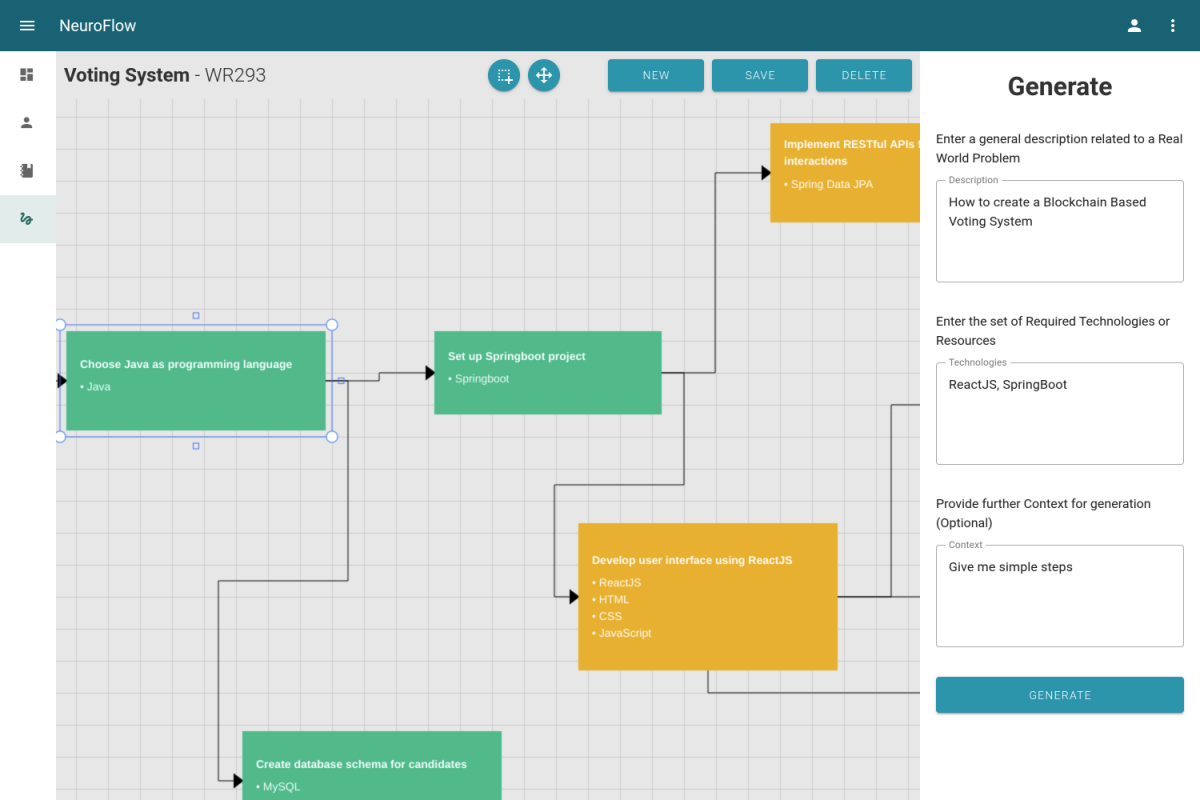 NeuroFlow
Voting System - WR293
NEW
SAVE
DELETE
Implement RESTful APIs
interactions
• Spring Data JPA
Choose Java as programming language
• Java
Set up Springboot project
• Springboot
Develop user interface using ReactJS
• ReactJS
• HTML
• CSS
• JavaScript
Create database schema for candidates
• MySQL
Generate
Enter a general description related to a Real
World Problem
Description
How to create a Blockchain Based
Voting System
Enter the set of Required Technologies or
Resources
Technologies
ReactJS, SpringBoot
Provide further Context for generation
(Optional)
Context
Give me simple steps
GENERATE